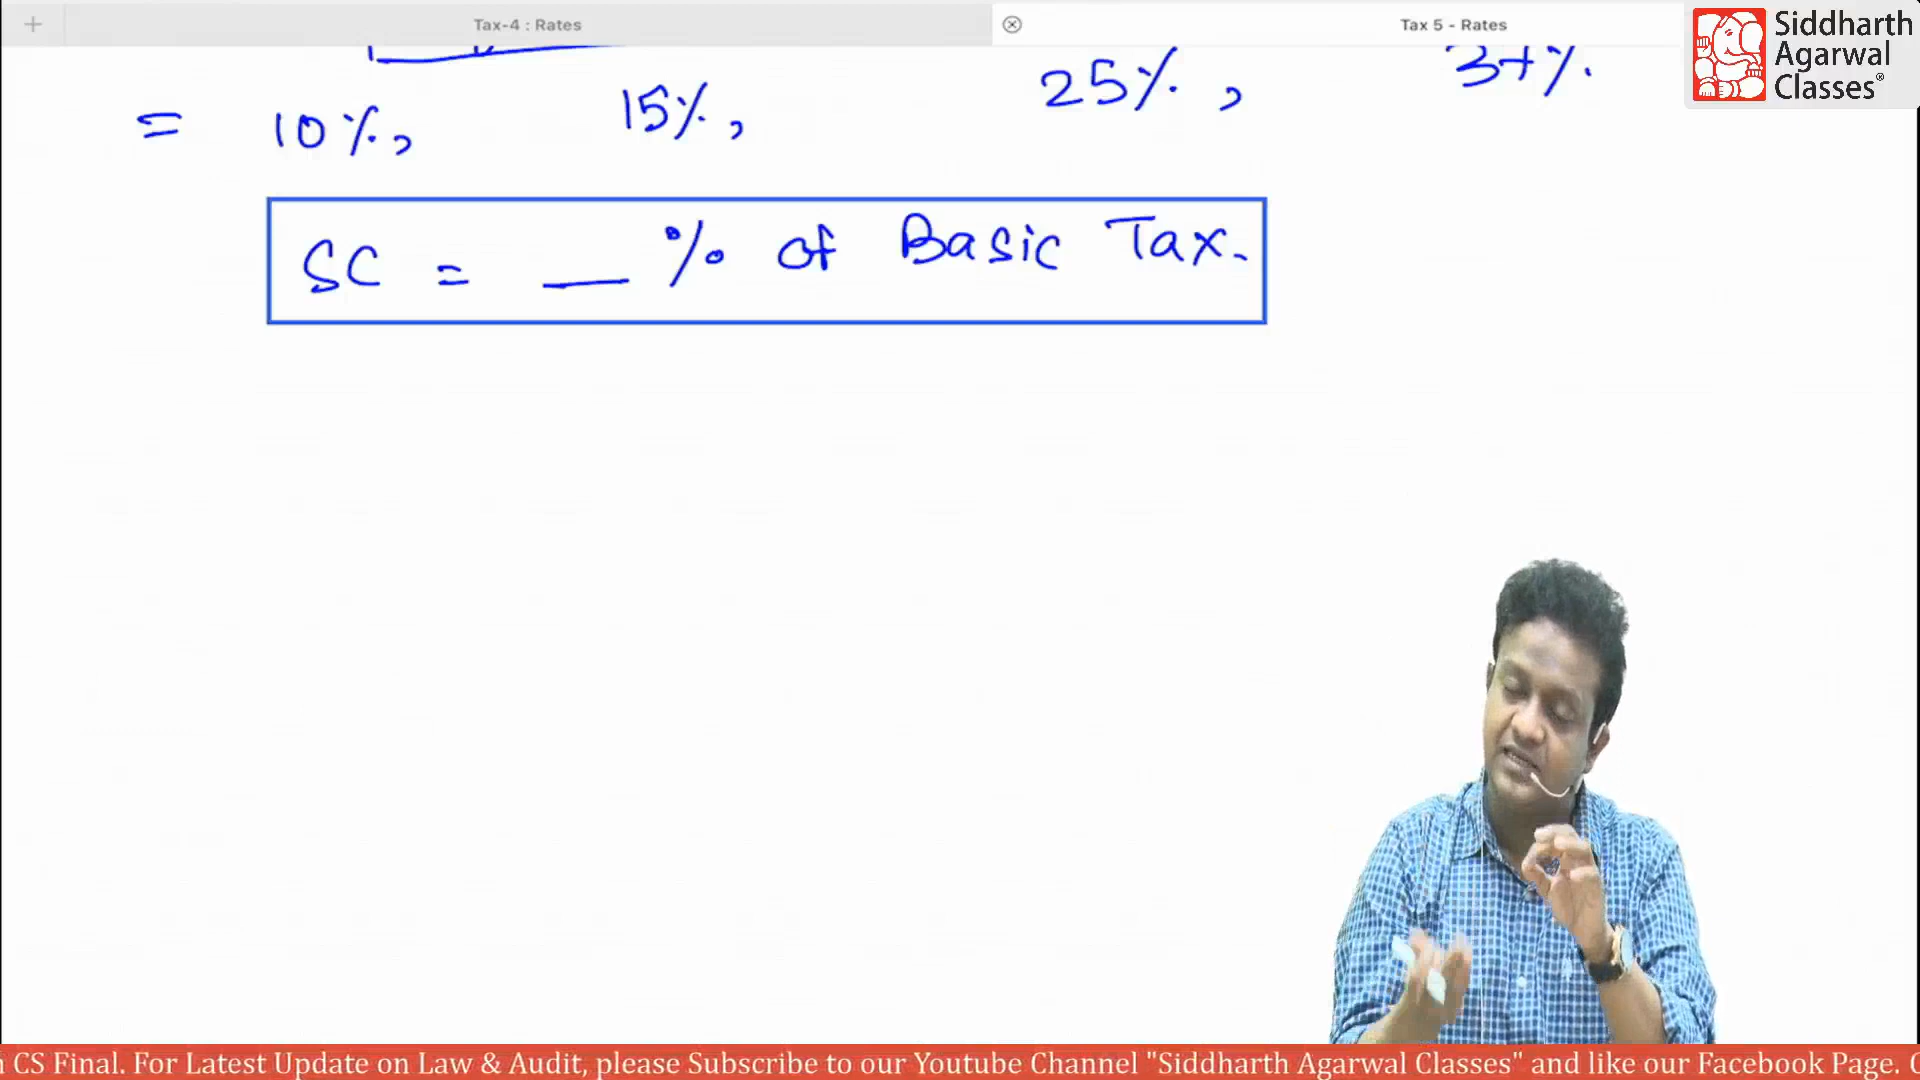 Tax-4 : Rates
Tax 5 - Rates
Siddharth
Agarwal
Classes®
= 10%, 15%, 25%, 37%.
SC = __ % of Basic Tax.
CS Final. For Latest Update on Law & Audit, please Subscribe to our Youtube Channel "Siddharth Agarwal Classes" and like our Facebook Page.